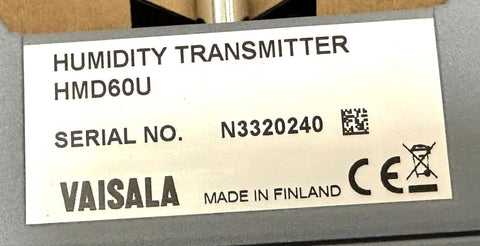 HUMIDITY TRANSMITTER
HMD60U
SERIAL NO. N3320240
VAISALA MADE IN FINLAND CE